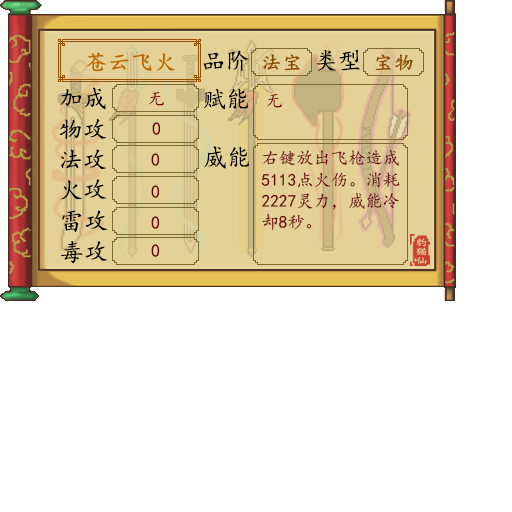 苍云飞火 品阶 法宝 类型 宝物
加成 无 赋能 无
物攻 0
法攻 0 威能 右键放出飞枪造成
5113点火伤。消耗
2227灵力，威能冷
却8秒。
火攻 0
雷攻 0
毒攻 0
豹猫仙